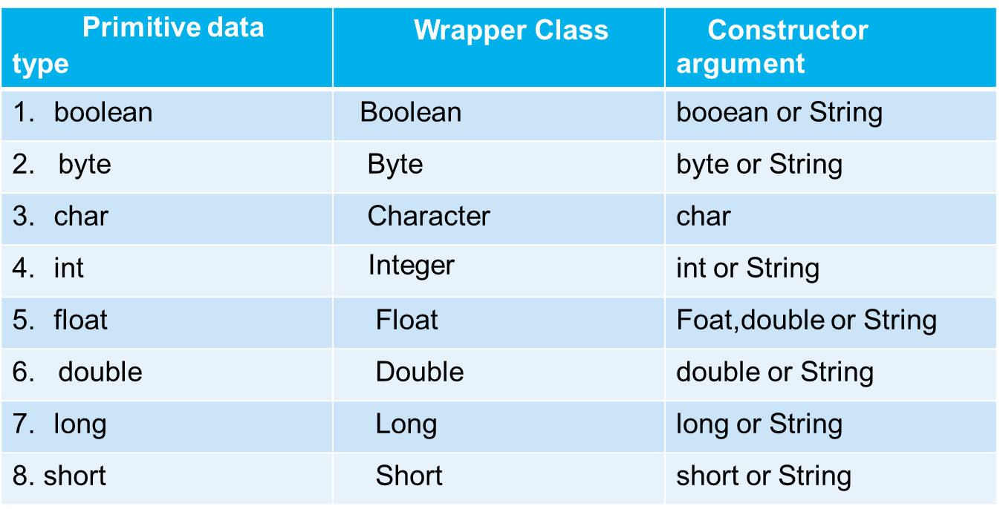 Primitive data
type
Wrapper Class
Constructor
argument
1. boolean
Boolean
booean or String
2. byte
Byte
byte or String
3. char
Character
char
4. int
Integer
int or String
5. float
Float
Foat,double or String
6. double
Double
double or String
7. long
Long
long or String
8. short
Short
short or String